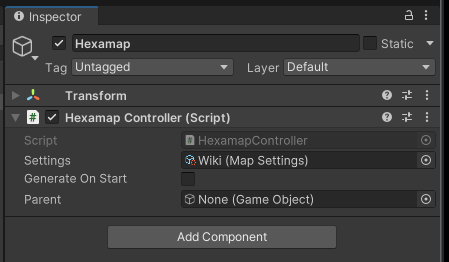 Inspector
Hexamap Static
Tag Untagged Layer Default
Transform
# Hexamap Controller (Script)
Script # HexamapController
Settings Wiki (Map Settings)
Generate On Start
Parent None (Game Object)
Add Component